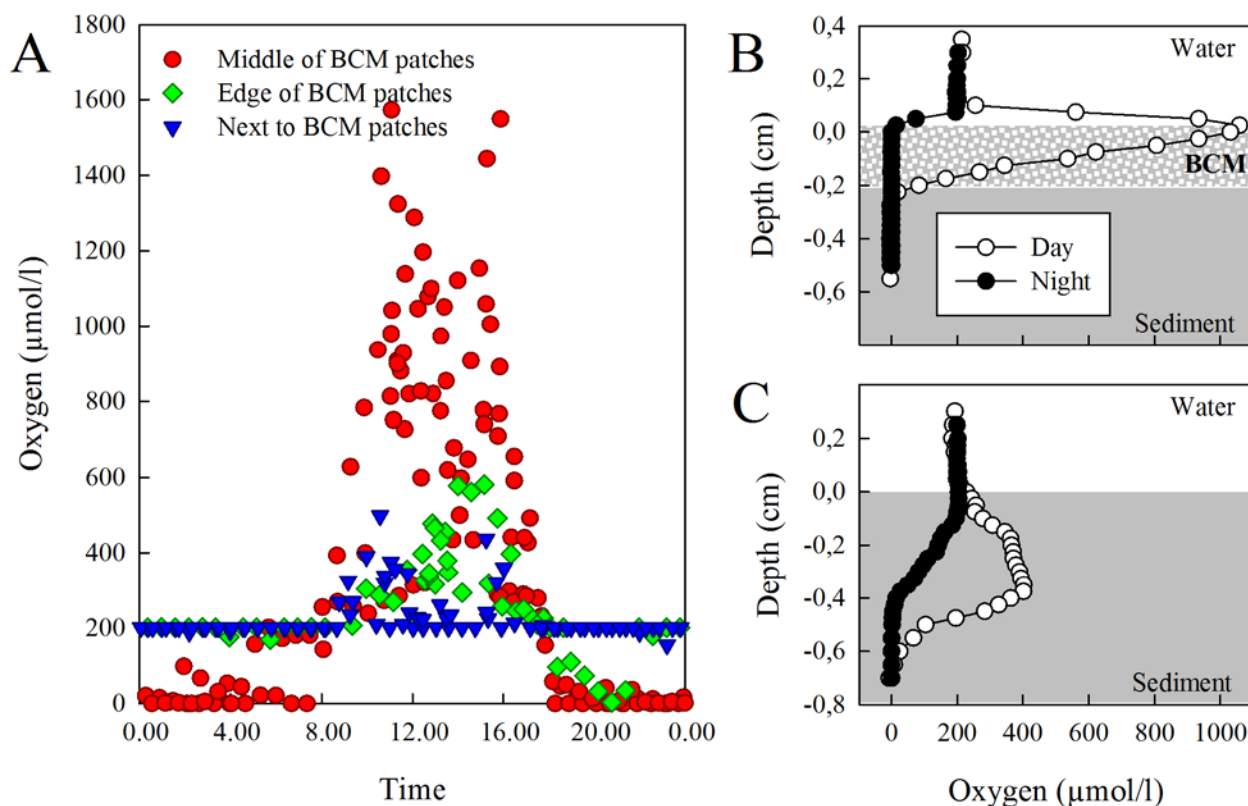 A
1800
1600
1400
1200
1000
800
600
400
200
0
Oxygen (µmol/l)
Middle of BCM patches
Edge of BCM patches
Next to BCM patches
0.00 4.00 8.00 12.00 16.00 0.00
Time
B
0,4
0,2
0,0
-0,2
-0,4
-0,6
Depth (cm)
Water
BCM
Day
Night
Sediment
C
0,2
0,0
-0,2
-0,4
-0,6
-0,8
Depth (cm)
Water
Sediment
0 200 400 600 800 1000
Oxygen (µmol/l)